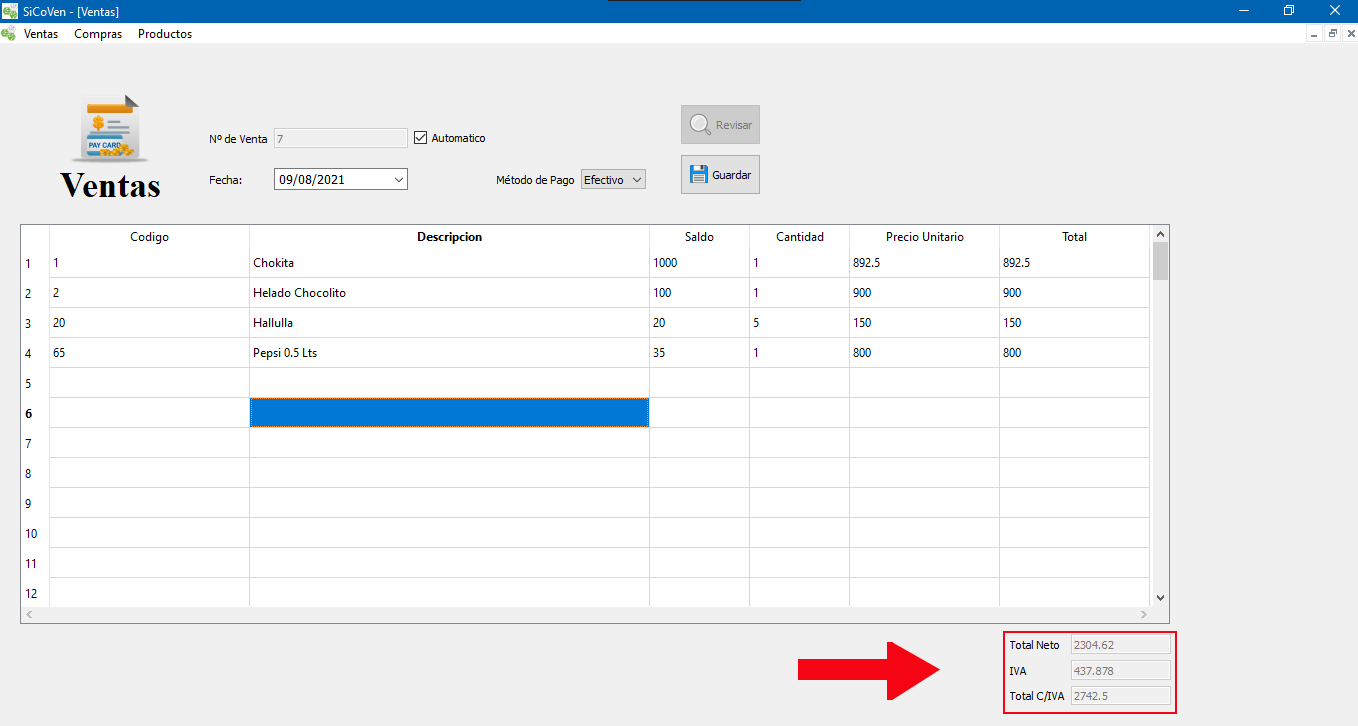 SiCoVen - [Ventas]
Ventas Compras Productos
Nº de Venta 7 Automatico Revisar
PAY CARD
Ventas
Fecha: 09/08/2021 Método de Pago Efectivo Guardar
Codigo Descripcion Saldo Cantidad Precio Unitario Total
1 1 Chokita 1000 1 892.5 892.5
2 2 Helado Chocolito 100 1 900 900
3 20 Hallulla 20 5 150 150
4 65 Pepsi 0.5 Lts 35 1 800 800
5
6
7
8
9
10
11
12
Total Neto 2304.62
IVA 437.878
Total C/IVA 2742.5